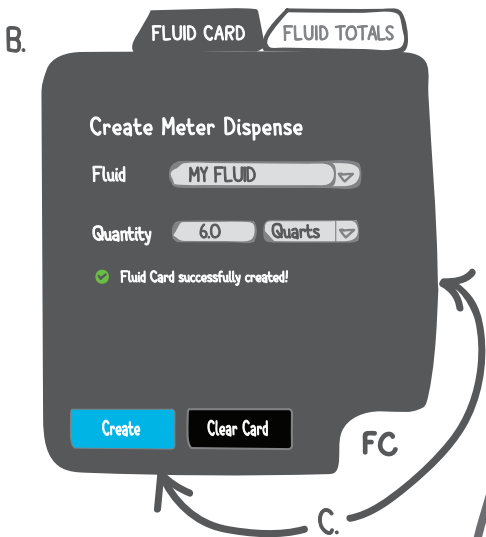 B.
FLUID CARD FLUID TOTALS
Create Meter Dispense
Fluid MY FLUID
Quantity 6.0 Quarts
Fluid Card successfully created!
Create Clear Card
FC
C.